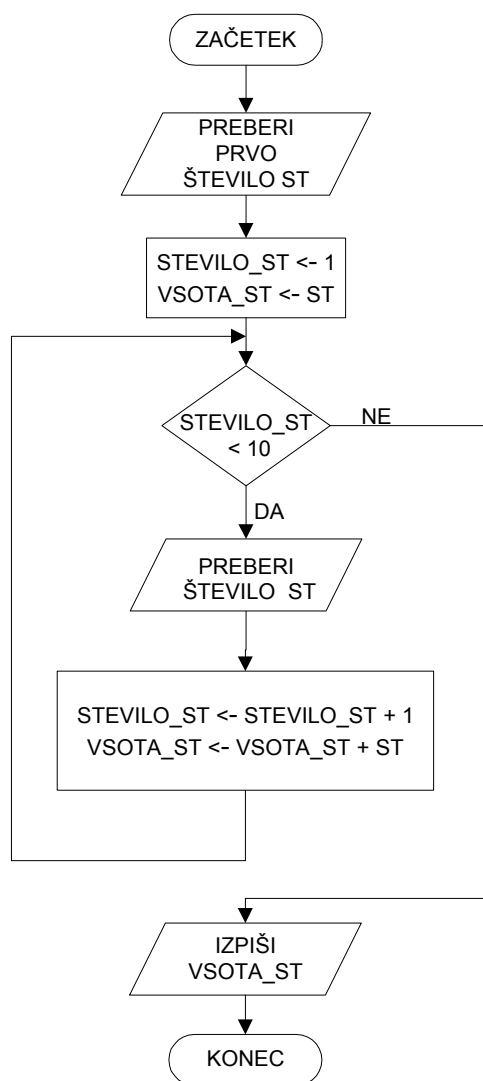 ZAČETEK
PREBERI
PRVO
ŠTEVILO ST
STEVILO_ST <- 1
VSOTA_ST <- ST
STEVILO_ST
< 10
NE
DA
PREBERI
ŠTEVILO ST
STEVILO_ST <- STEVILO_ST + 1
VSOTA_ST <- VSOTA_ST + ST
IZPIŠI
VSOTA_ST
KONEC